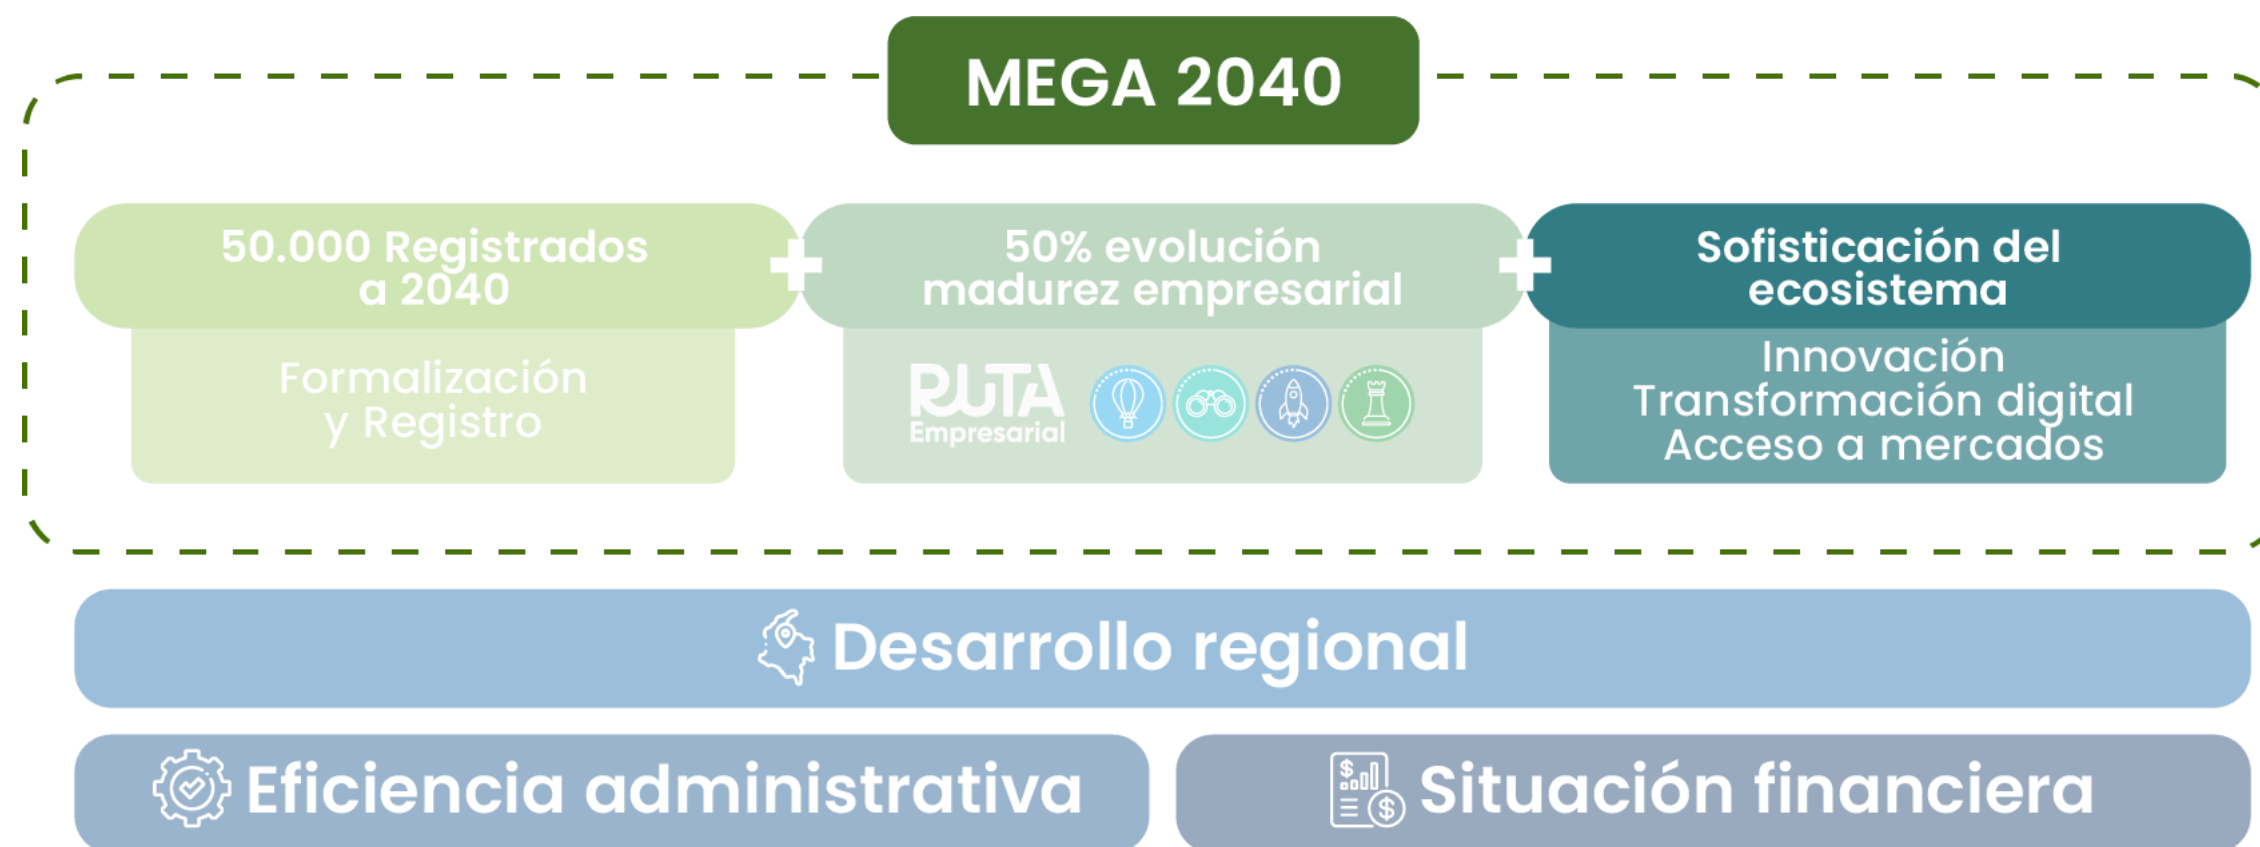 MEGA 2040
50.000 Registrados
a 2040
Formalización
y Registro
50% evolución
madurez empresarial
RUTA
Empresarial
Sofisticación del
ecosistema
Innovación
Transformación digital
Acceso a mercados
Desarrollo regional
Eficiencia administrativa
Situación financiera